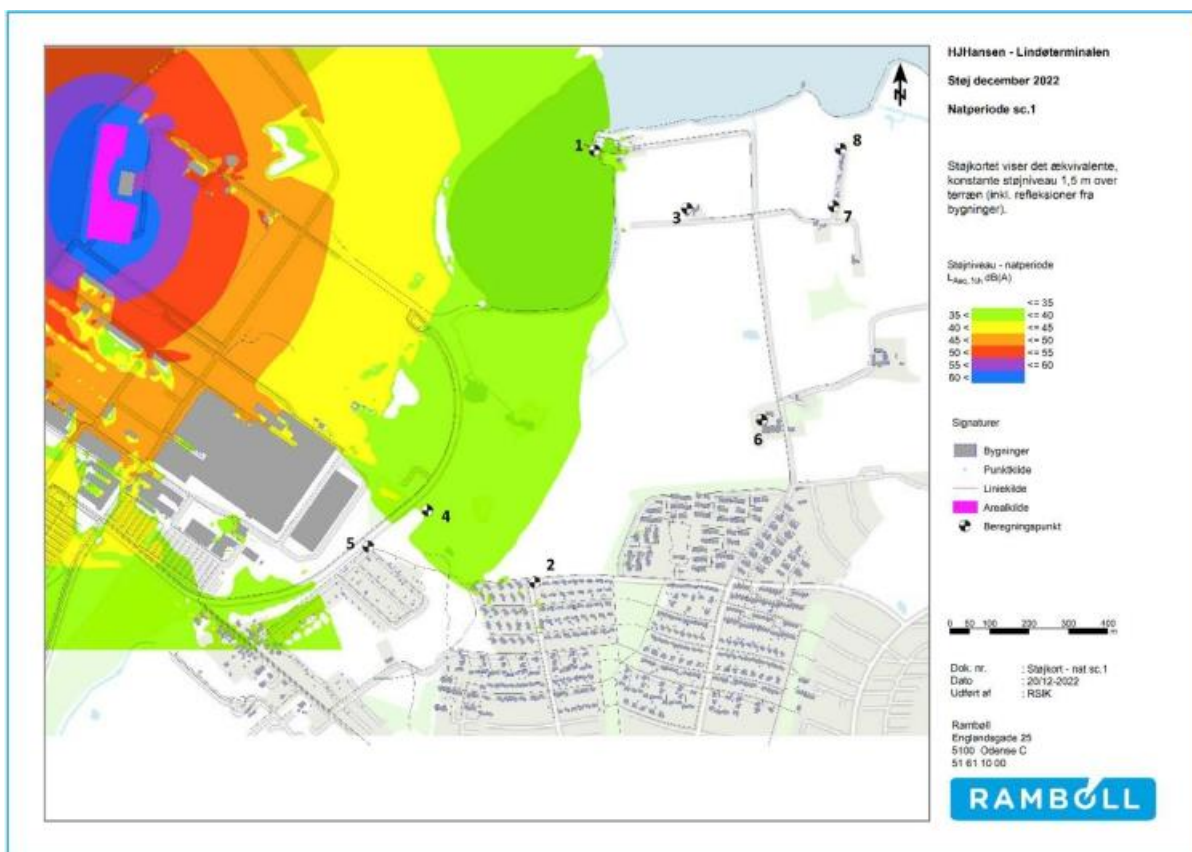 HJHansen - Lindøterminalen
Støj december 2022
Natperiode sc.1
N
Støjkortet viser det ækvivalente,
konstante støjniveau 1,5 m over
terræn (inkl. refleksioner fra
bygninger).
Støjniveau - natperiode
dB(A)
<= 35
35 < <= 40
40 < <= 45
45 < <= 50
50 < <= 55
55 < <= 60
60 <
Signaturer
Bygninger
Punktkilde
Liniekilde
Arealkilde
Beregningspunkt
1
8
3
7
6
4
5
2
0 50 100 200 300 400
m
Dok. nr. : Støjkort - nat sc.1
Dato : 20/12-2022
Udført af : RSIK
Rambøll
Englandsgade 25
5100 Odense C
51 61 10 00
RAMBOLL